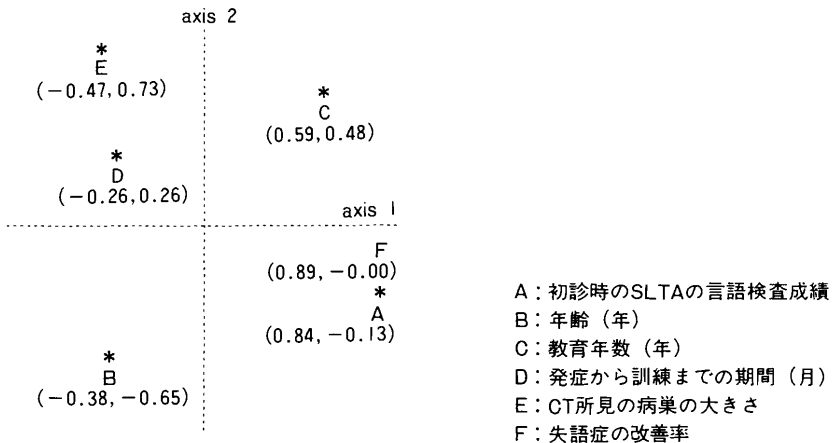 axis 2
*
E
(−0.47, 0.73)
*
C
(0.59, 0.48)
*
D
(−0.26, 0.26)
axis 1
F
(0.89, −0.00)
*
A
(0.84, −0.13)
*
B
(−0.38, −0.65)
A：初診時のSLTAの言語検査成績
B：年齢（年）
C：教育年数（年）
D：発症から訓練までの期間（月）
E：CT所見の病巣の大きさ
F：失語症の改善率